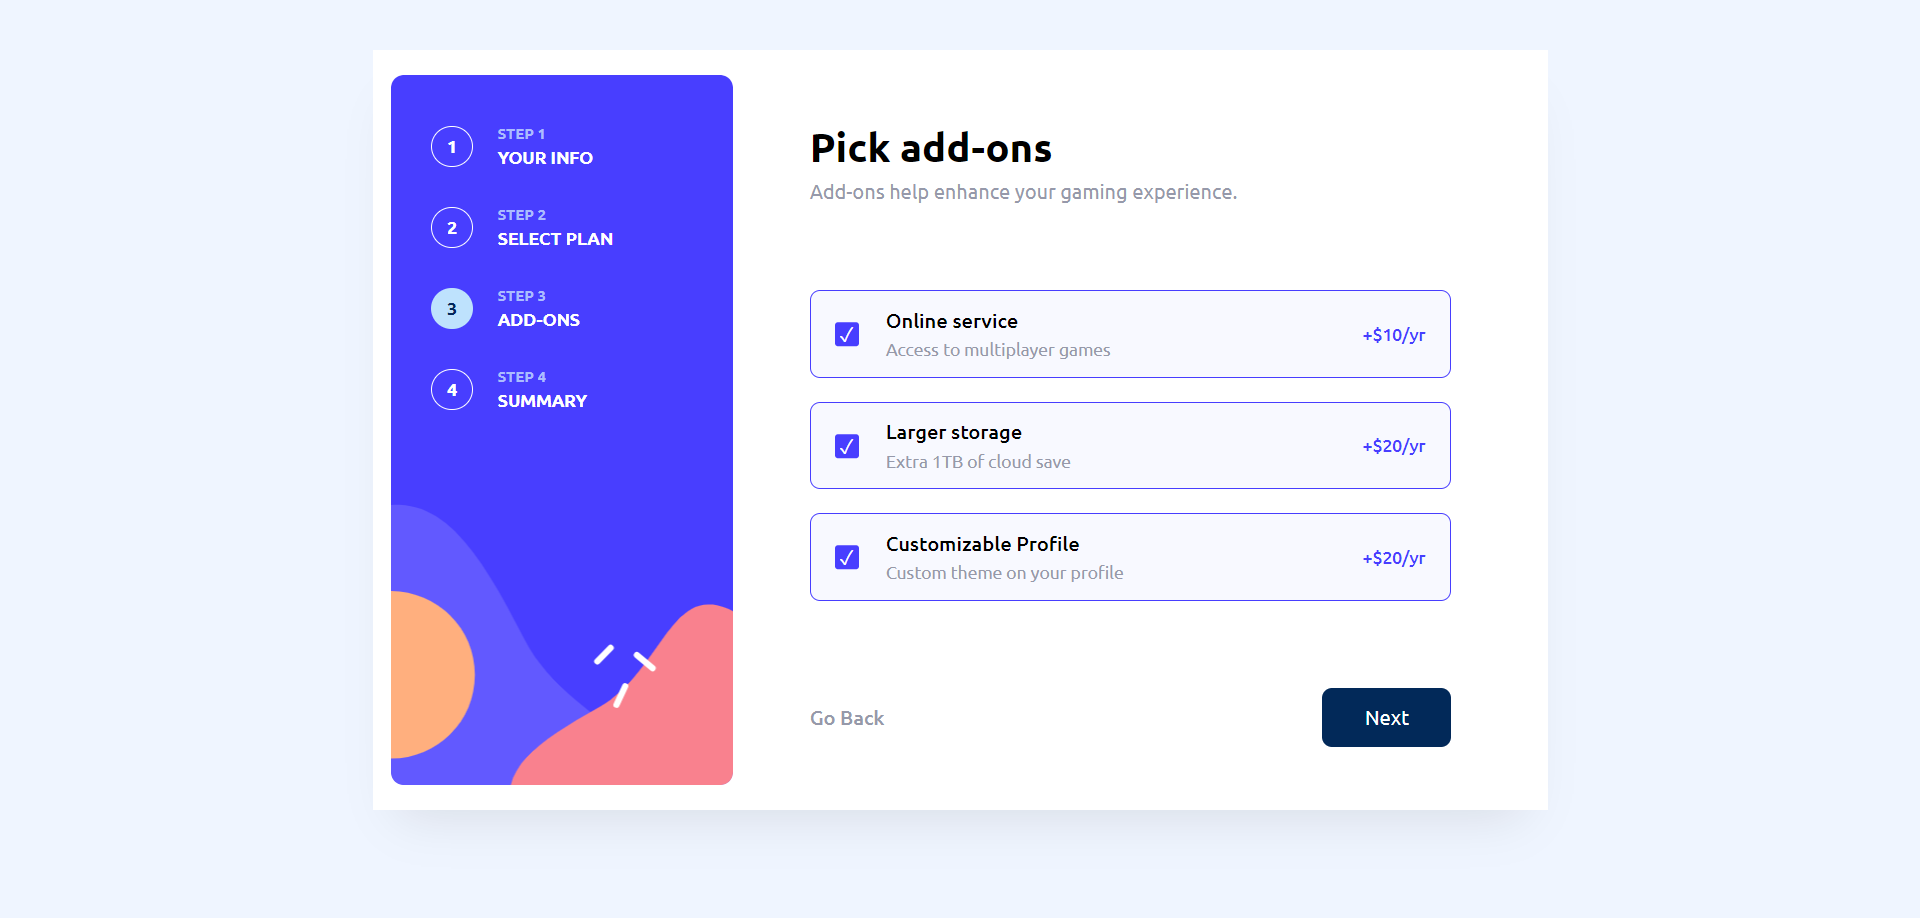 1
STEP 1
YOUR INFO
2
STEP 2
SELECT PLAN
3
STEP 3
ADD-ONS
4
STEP 4
SUMMARY
Pick add-ons
Add-ons help enhance your gaming experience.
Online service
Access to multiplayer games
+$10/yr
Larger storage
Extra 1TB of cloud save
+$20/yr
Customizable Profile
Custom theme on your profile
+$20/yr
Go Back
Next